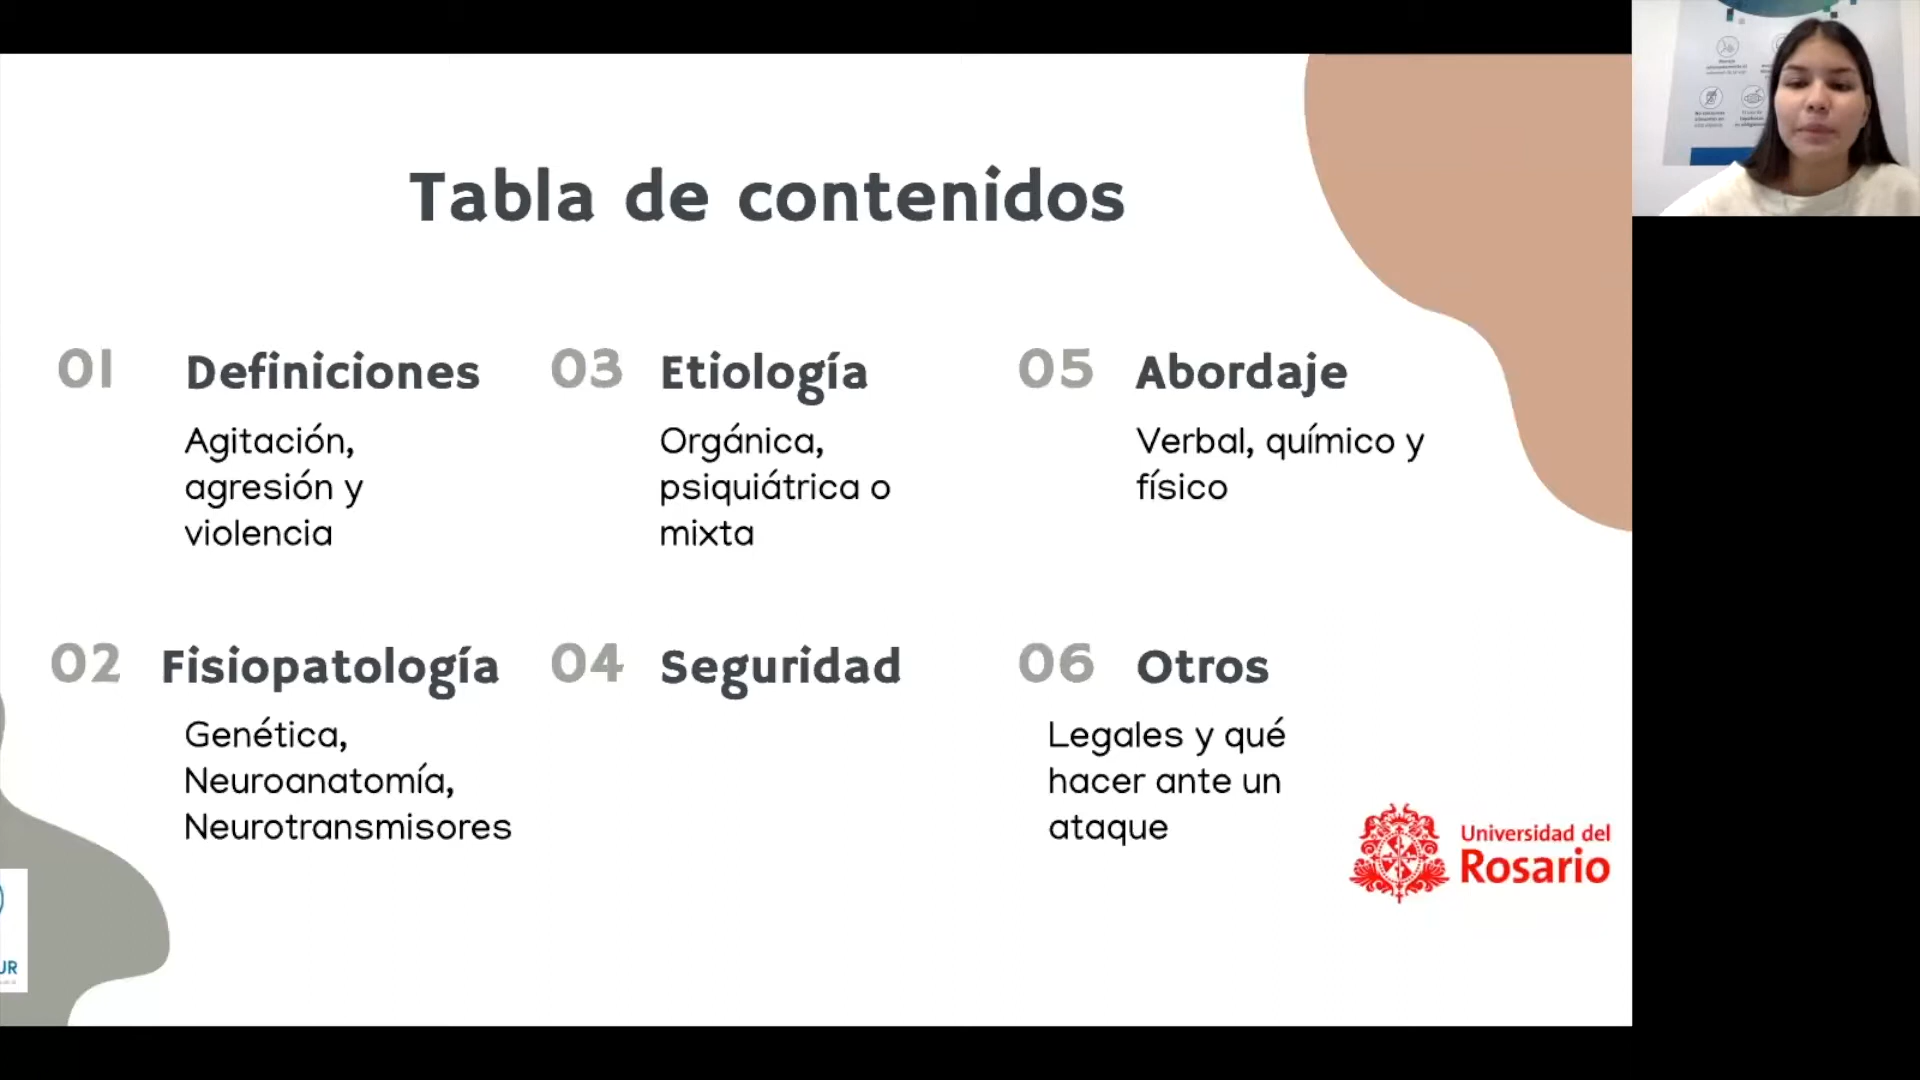 Tabla de contenidos
01 Definiciones
Agitación,
agresión y
violencia
02 Fisiopatología
Genética,
Neuroanatomía,
Neurotransmisores
03 Etiología
Orgánica,
psiquiátrica o
mixta
04 Seguridad
05 Abordaje
Verbal, químico y
físico
06 Otros
Legales y qué
hacer ante un
ataque
Universidad del
Rosario
UR